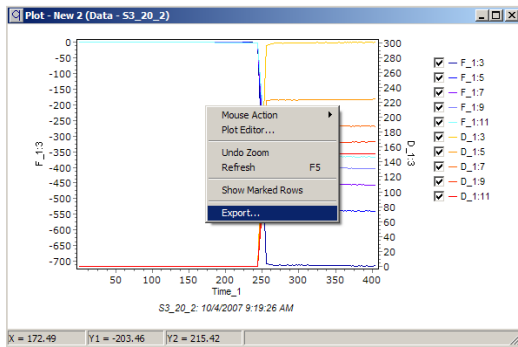 Plot - New 2 (Data - S3_20_2)
0
-50
-100
-150
-200
-250
-300
-350
-400
-450
-500
-550
-600
-650
-700
F_1:3
300
280
260
240
220
200
180
160
140
120
100
80
60
40
20
0
D_1:3
50 100 150 200 250 300 350 400
Time_1
S3_20_2: 10/4/2007 9:19:26 AM
F_1:3
F_1:5
F_1:7
F_1:9
F_1:11
D_1:3
D_1:5
D_1:7
D_1:9
D_1:11
Mouse Action
Plot Editor...
Undo Zoom
Refresh F5
Show Marked Rows
Export...
X = 172.49 Y1 = -203.46 Y2 = 215.42